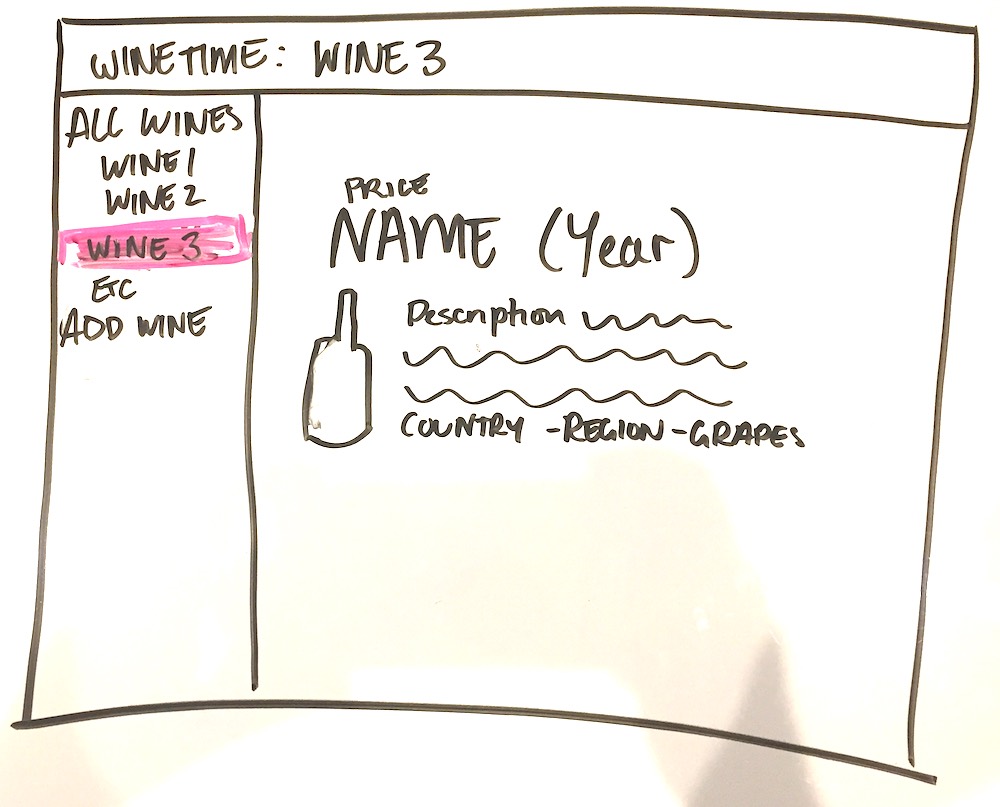 WINETIME: WINE 3
ALL WINES
WINE 1
WINE 2
WINE 3
ETC
ADD WINE
PRICE
NAME (Year)
Description
COUNTRY - REGION - GRAPES